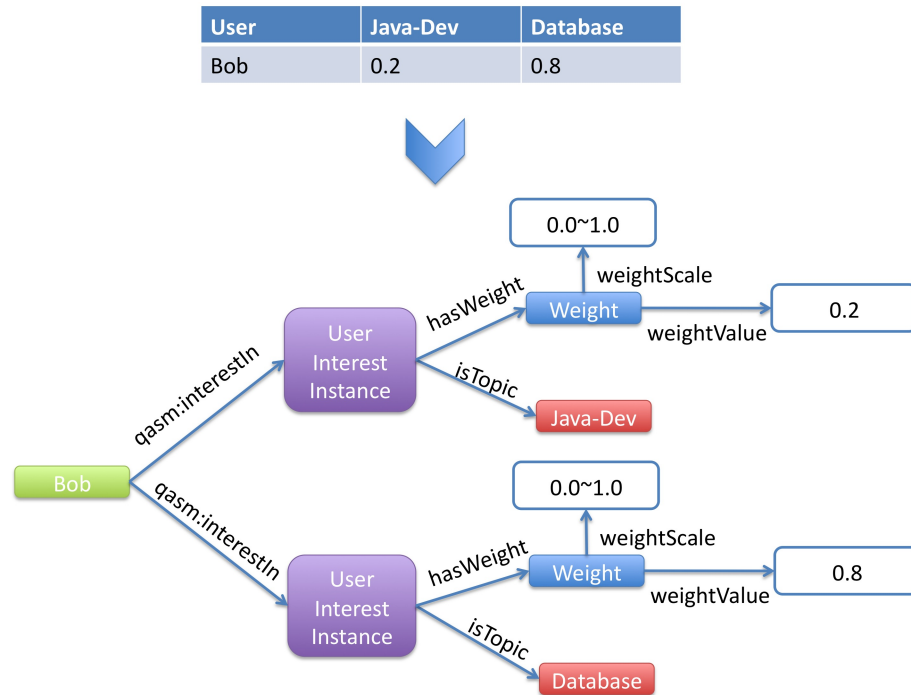 User Java-Dev Database
Bob 0.2 0.8
0.0~1.0
weightScale
hasWeight
Weight
0.2
weightValue
User
Interest
Instance
isTopic
Java-Dev
qasm:interestIn
Bob
qasm:interestIn
0.0~1.0
weightScale
hasWeight
Weight
0.8
weightValue
User
Interest
Instance
isTopic
Database